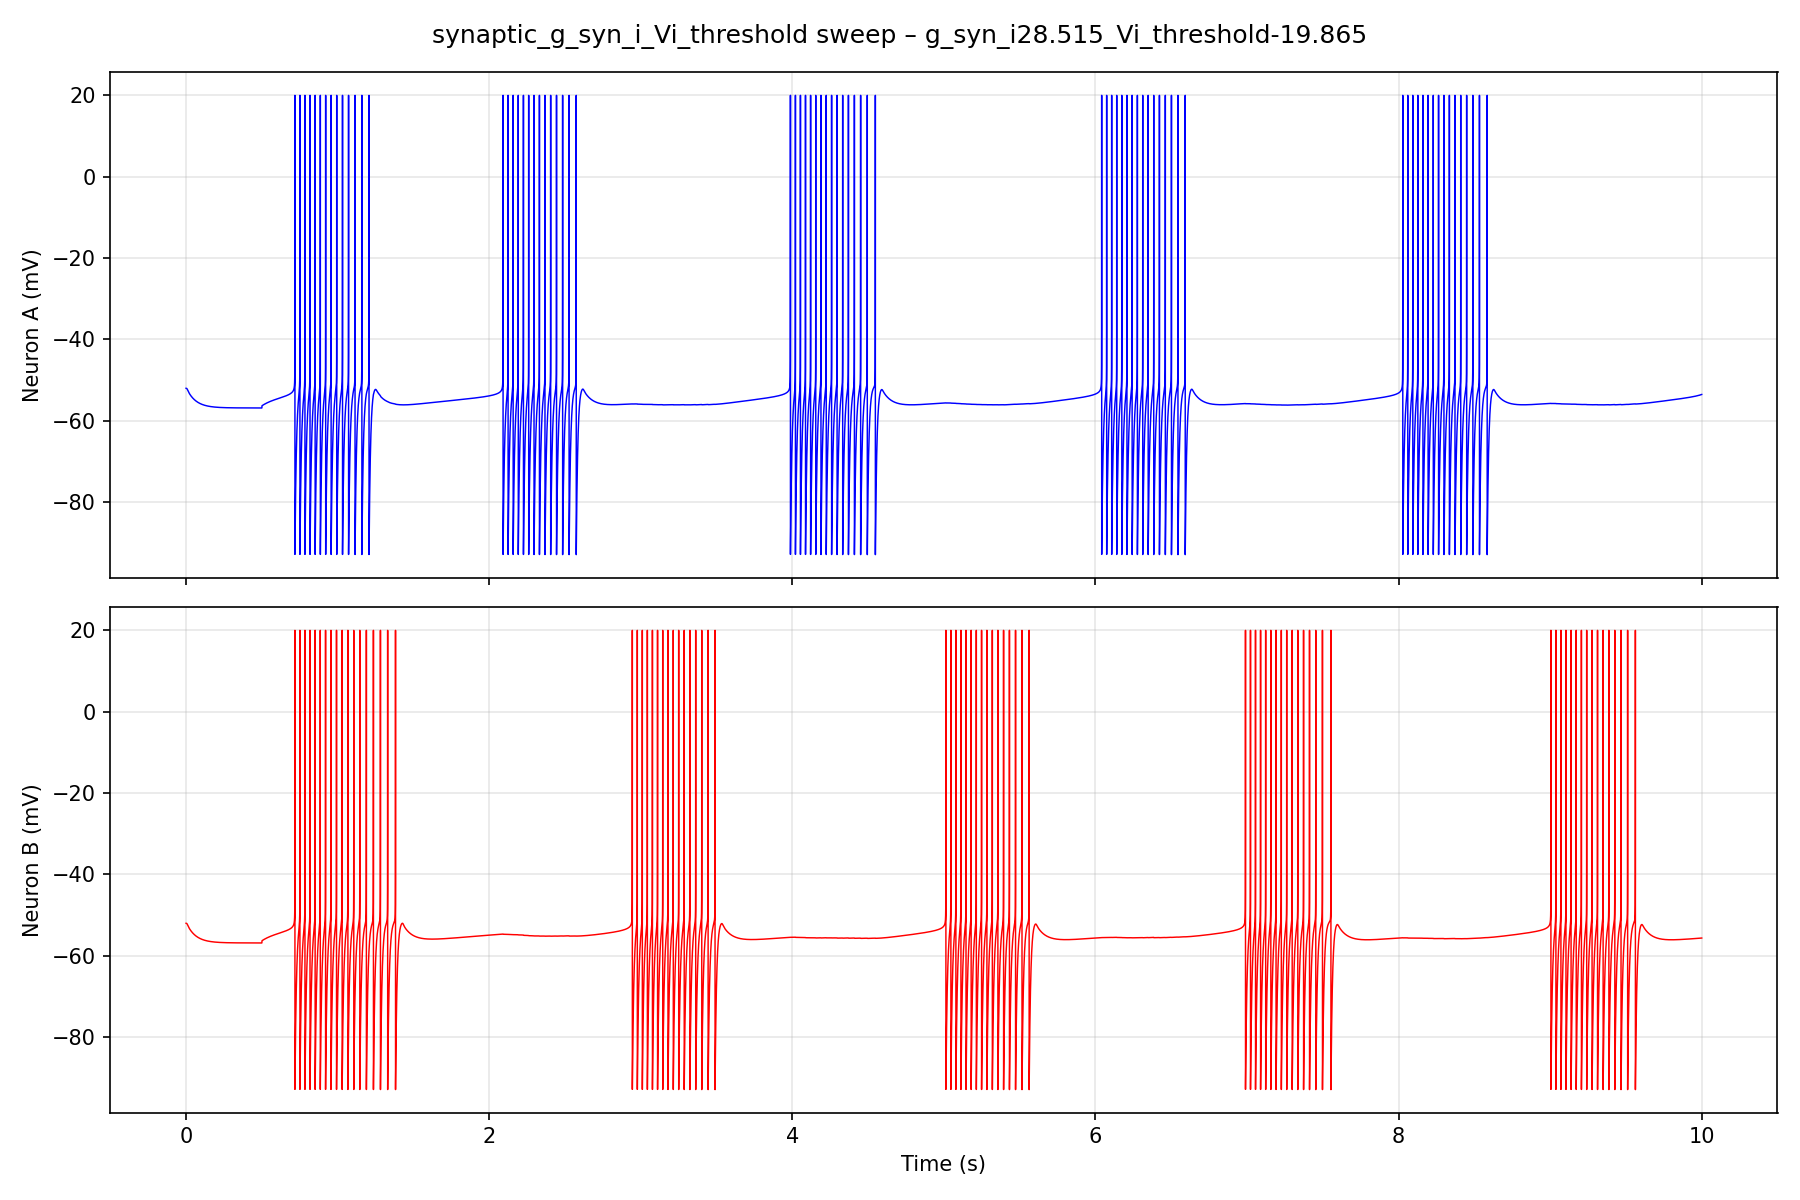 synaptic_g_syn_i_Vi_threshold sweep – g_syn_i28.515_Vi_threshold-19.865
Neuron A (mV)
20
0
−20
−40
−60
−80
Neuron B (mV)
20
0
−20
−40
−60
−80
0 2 4 6 8 10
Time (s)